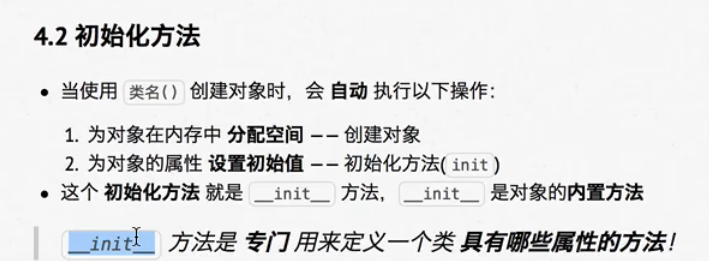 4.2 初始化方法
• 当使用 类名() 创建对象时，会 自动 执行以下操作：
1. 为对象在内存中 分配空间 —— 创建对象
2. 为对象的属性 设置初始值 —— 初始化方法(init)
• 这个 初始化方法 就是 __init__ 方法，__init__ 是对象的内置方法
__init__ 方法是 专门 用来定义一个类 具有哪些属性的方法！